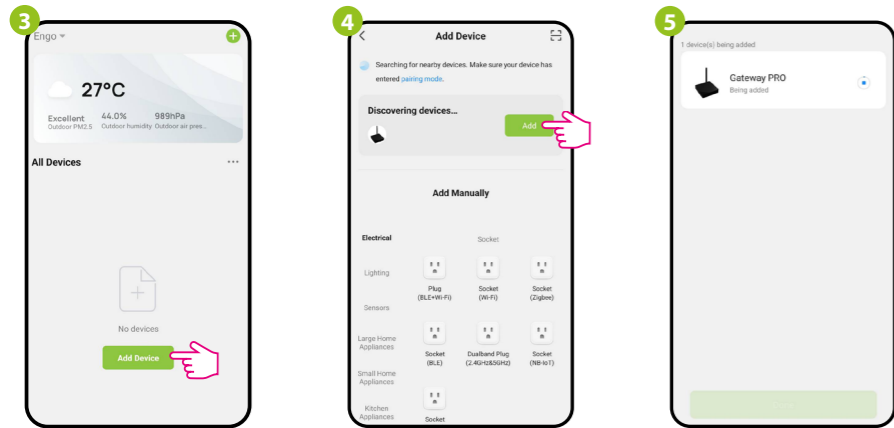 3
Engo
27°C
Excellent
Outdoor PM2.5
44.0%
Outdoor humidity
989hPa
Outdoor air pres...
All Devices
No devices
Add Device
4
Add Device
Searching for nearby devices. Make sure your device has
entered pairing mode.
Discovering devices...
Add
Add Manually
Electrical
Lighting
Sensors
Large Home
Appliances
Small Home
Appliances
Kitchen
Appliances
Socket
Plug
(BLE+Wi-Fi)
Socket
(Wi-Fi)
Socket
(Zigbee)
Socket
(BLE)
Dualband Plug
(2.4GHz&5GHz)
Socket
(NB-IoT)
Socket
5
1 device(s) being added
Gateway PRO
Being added